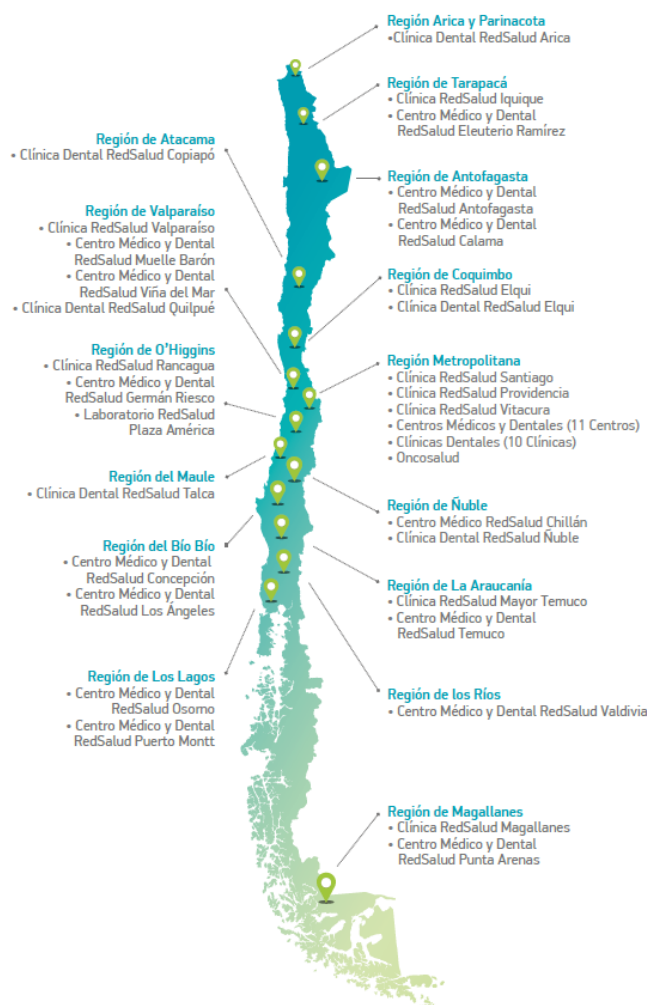 Región Arica y Parinacota
•Clínica Dental RedSalud Arica
Región de Tarapacá
• Clínica RedSalud Iquique
• Centro Médico y Dental
RedSalud Eleuterio Ramírez
Región de Atacama
• Clínica Dental RedSalud Copiapó
Región de Antofagasta
• Centro Médico y Dental
RedSalud Antofagasta
• Centro Médico y Dental
RedSalud Calama
Región de Valparaíso
• Clínica RedSalud Valparaíso
• Centro Médico y Dental
RedSalud Muelle Barón
• Centro Médico y Dental
RedSalud Viña del Mar
• Clínica Dental RedSalud Quilpué
Región de Coquimbo
• Clínica RedSalud Elqui
• Clínica Dental RedSalud Elqui
Región de O'Higgins
• Clínica RedSalud Rancagua
• Centro Médico y Dental
RedSalud Germán Riesco
• Laboratorio RedSalud
Plaza América
Región Metropolitana
• Clínica RedSalud Santiago
• Clínica RedSalud Providencia
• Clínica RedSalud Vitacura
• Centros Médicos y Dentales (11 Centros)
• Clínicas Dentales (10 Clínicas)
• Oncosalud
Región del Maule
• Clínica Dental RedSalud Talca
Región de Ñuble
• Centro Médico RedSalud Chillán
• Clínica Dental RedSalud Ñuble
Región del Bío Bío
• Centro Médico y Dental
RedSalud Concepción
• Centro Médico y Dental
RedSalud Los Ángeles
Región de La Araucanía
• Clínica RedSalud Mayor Temuco
• Centro Médico y Dental
RedSalud Temuco
Región de Los Lagos
• Centro Médico y Dental
RedSalud Osorno
• Centro Médico y Dental
RedSalud Puerto Montt
Región de los Ríos
• Centro Médico y Dental RedSalud Valdivia
Región de Magallanes
• Clínica RedSalud Magallanes
• Centro Médico y Dental
RedSalud Punta Arenas